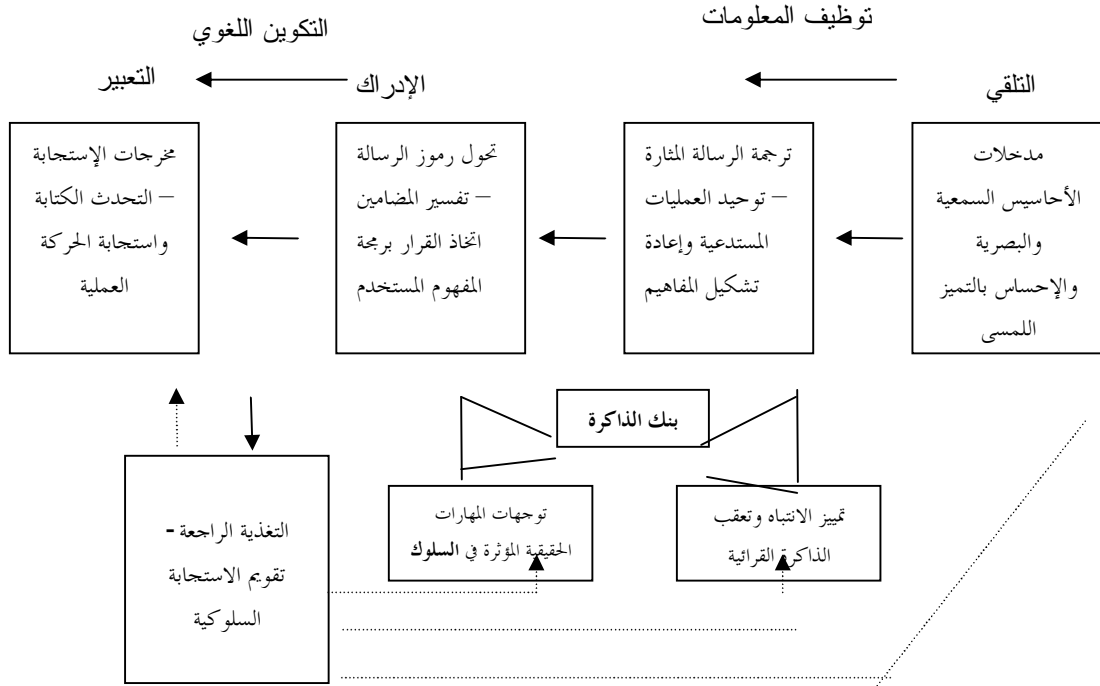 توظيف المعلومات
التكوين اللغوي
التلقي
الإدراك
التعبير
مدخلات
الأحاسيس السمعية
والبصرية
والإحساس بالتميز
اللمسى
ترجمة الرسالة المثارة
– توحيد العمليات
المستدعية وإعادة
تشكيل المفاهيم
تحول رموز الرسالة
– تفسير المضامين
اتخاذ القرار برمجة
المفهوم المستخدم
مخرجات الإستجابة
– التحدث الكتابة
واستجابة الحركة
العملية
بنك الذاكرة
تمييز الانتباه وتعقب
الذاكرة القرائية
توجهات المهارات
الحقيقية المؤثرة في السلوك
التغذية الراجعة -
تقويم الاستجابة
السلوكية